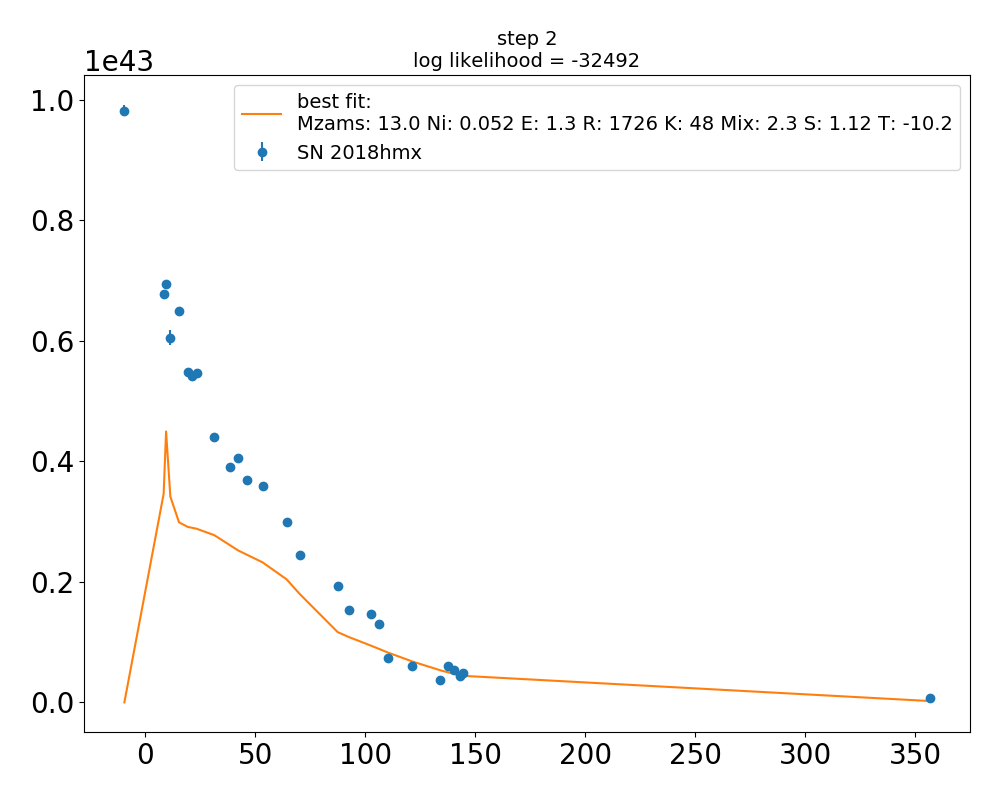 step 2
log likelihood = -32492
1e43
best fit:
Mzams: 13.0 Ni: 0.052 E: 1.3 R: 1726 K: 48 Mix: 2.3 S: 1.12 T: -10.2
SN 2018hmx
1.0
0.8
0.6
0.4
0.2
0.0
0 50 100 150 200 250 300 350